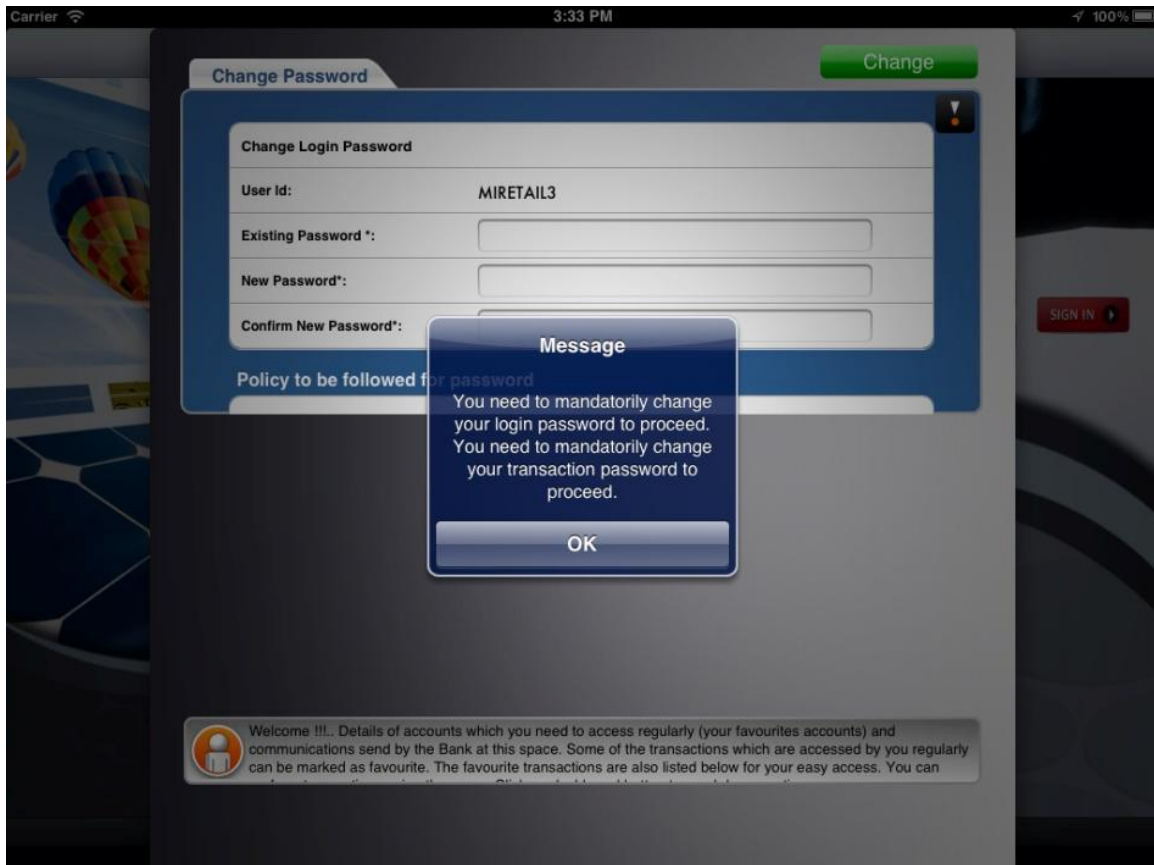 Carrier 3:33 PM 100%
Change
Change Password
Change Login Password
User Id: MIRETAIL3
Existing Password *:
New Password*:
Confirm New Password*:
Policy to be followed for password
Message
You need to mandatorily change
your login password to proceed.
You need to mandatorily change
your transaction password to
proceed.
OK
SIGN IN
Welcome !!!.. Details of accounts which you need to access regularly (your favourites accounts) and
communications send by the Bank at this space. Some of the transactions which are accessed by you regularly
can be marked as favourite. The favourite transactions are also listed below for your easy access. You can